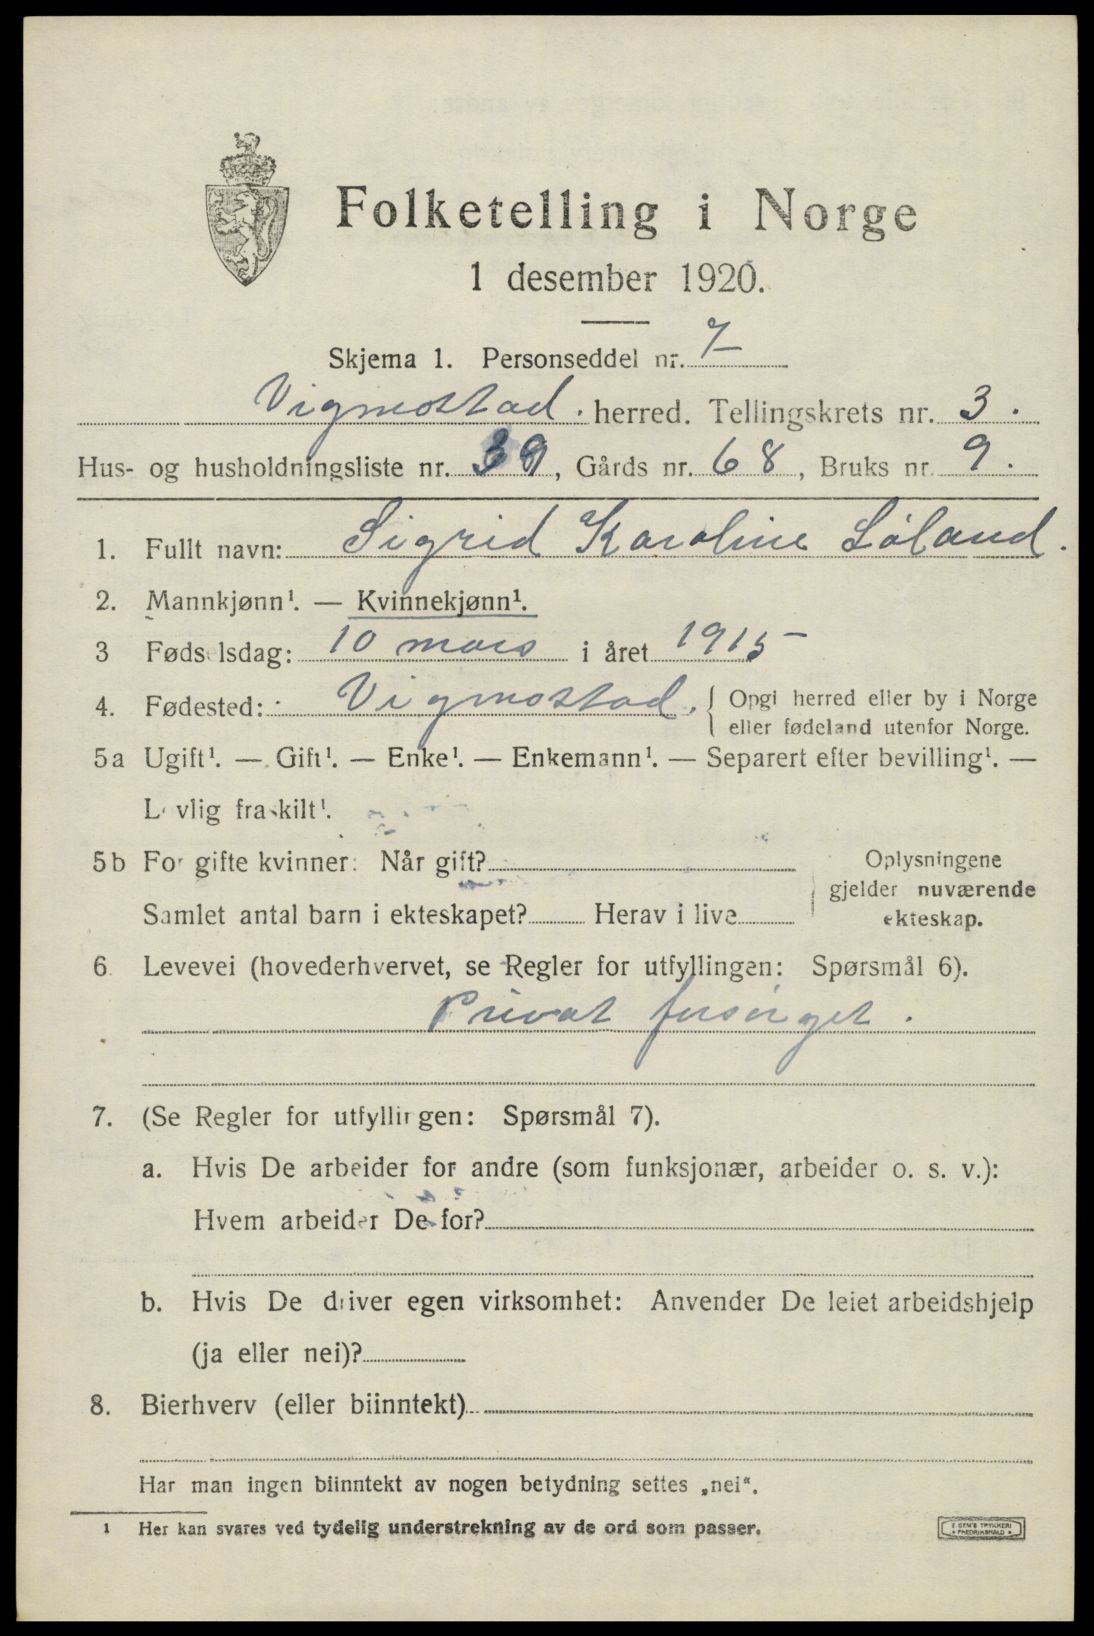 Folketelling i Norge
1 desember 1920.
Skjema 1. Personseddel nr. 7
Vigmostad. herred. Tellingskrets nr. 3.
Hus- og husholdningsliste nr. 39, Gårds nr. 68, Bruks nr. 9.
1. Fullt navn: Sigrid Karoline Løland.
2. Mannkjønn¹. — Kvinnekjønn¹.
3 Fødselsdag: 10 mars i året 1915
4. Fødested: Vigmostad. { Opgi herred eller by i Norge
eller fødeland utenfor Norge.
5a Ugift¹. — Gift¹. — Enke¹. — Enkemann¹. — Separert efter bevilling¹. —
Lovlig fraskilt¹.
5b For gifte kvinner: Når gift?
Samlet antal barn i ekteskapet? Herav i live
Oplysningene
gjelder nuværende
ekteskap.
6 Levevei (hovederhvervet, se Regler for utfyllingen: Spørsmål 6).
Privat forsørget.
7. (Se Regler for utfyllingen: Spørsmål 7).
a. Hvis De arbeider for andre (som funksjonær, arbeider o. s. v.):
Hvem arbeider De for?
b. Hvis De driver egen virksomhet: Anvender De leiet arbeidshjelp
(ja eller nei)?
8. Bierhverv (eller biinntekt)
Har man ingen biinntekt av nogen betydning settes „nei".
¹ Her kan svares ved tydelig understrekning av de ord som passer.